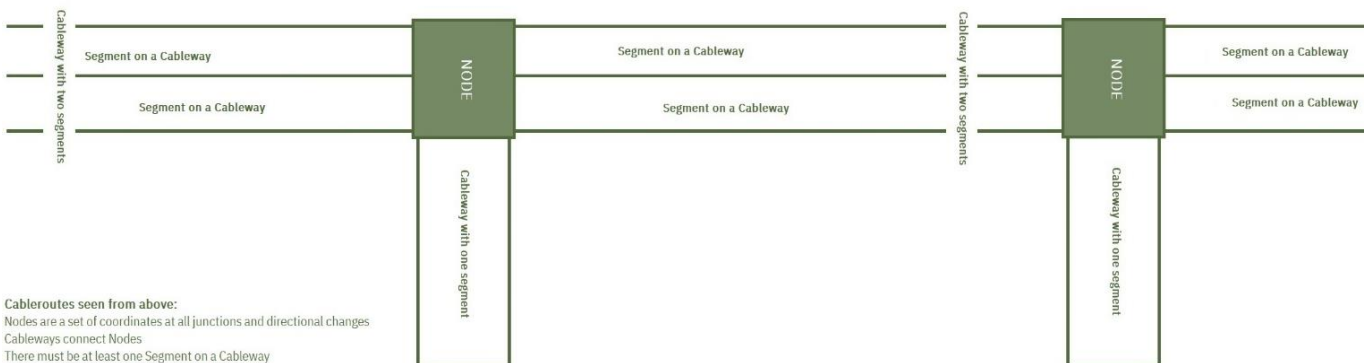 Cableway with two segments
Segment on a Cableway
Segment on a Cableway
NODE
Segment on a Cableway
Segment on a Cableway
Cableway with two segments
NODE
Segment on a Cableway
Segment on a Cableway
Cableway with one segment
Cableway with one segment
Cableroutes seen from above:
Nodes are a set of coordinates at all junctions and directional changes
Cableways connect Nodes
There must be at least one Segment on a Cableway